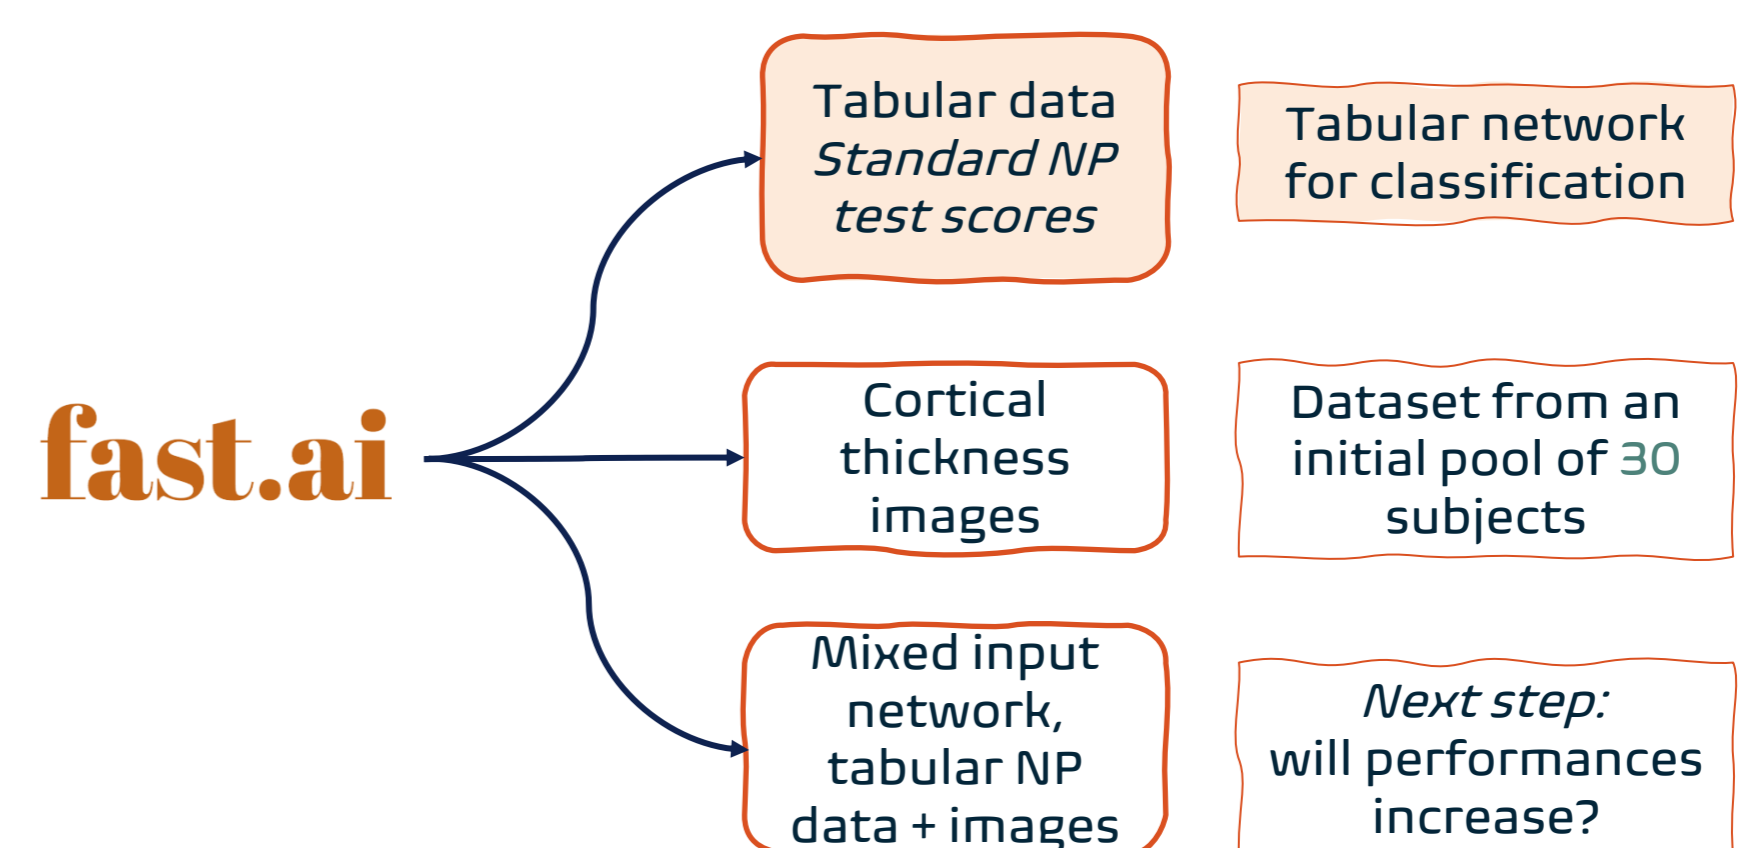 fast.ai
Tabular data
Standard NP
test scores
Tabular network
for classification
Cortical
thickness
images
Dataset from an
initial pool of 30
subjects
Mixed input
network,
tabular NP
data + images
Next step:
will performances
increase?